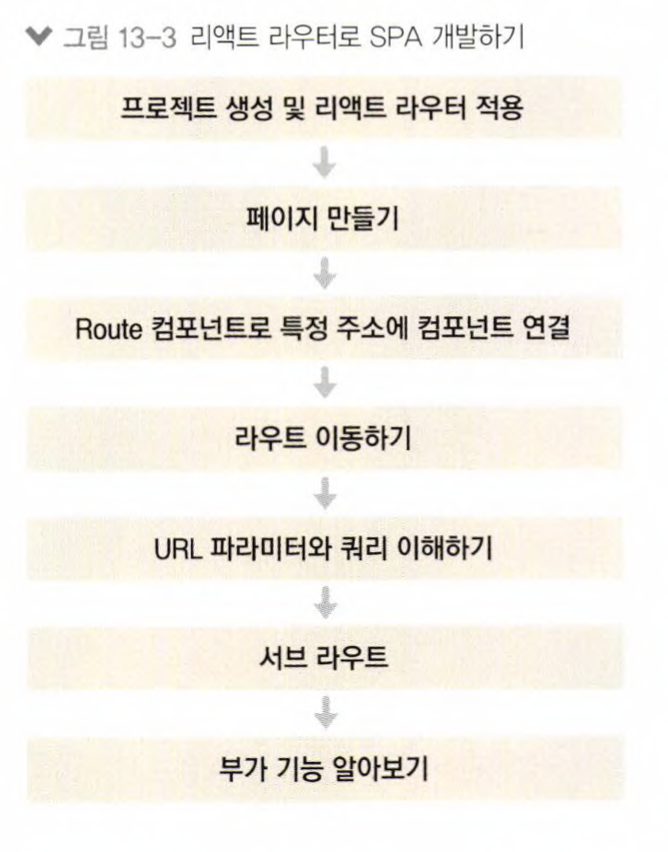 그림 13-3 리액트 라우터로 SPA 개발하기
프로젝트 생성 및 리액트 라우터 적용
페이지 만들기
Route 컴포넌트로 특정 주소에 컴포넌트 연결
라우트 이동하기
URL 파라미터와 쿼리 이해하기
서브 라우트
부가 기능 알아보기